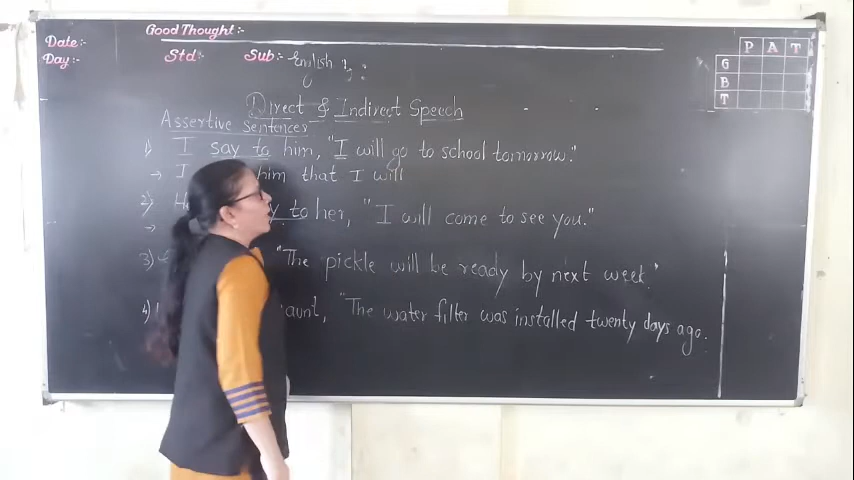 Good Thought:-
Date:-
Day:-
Std:-
Sub:- English
P A T
G
B
T
Direct & Indirect Speech
Assertive sentences
1) I say to him, "I will go to school tomorrow."
→ I him that I will
2) to her, "I will come to see you."
→
3) "The pickle will be ready by next week."
4) aunt, "The water filter was installed twenty days ago.